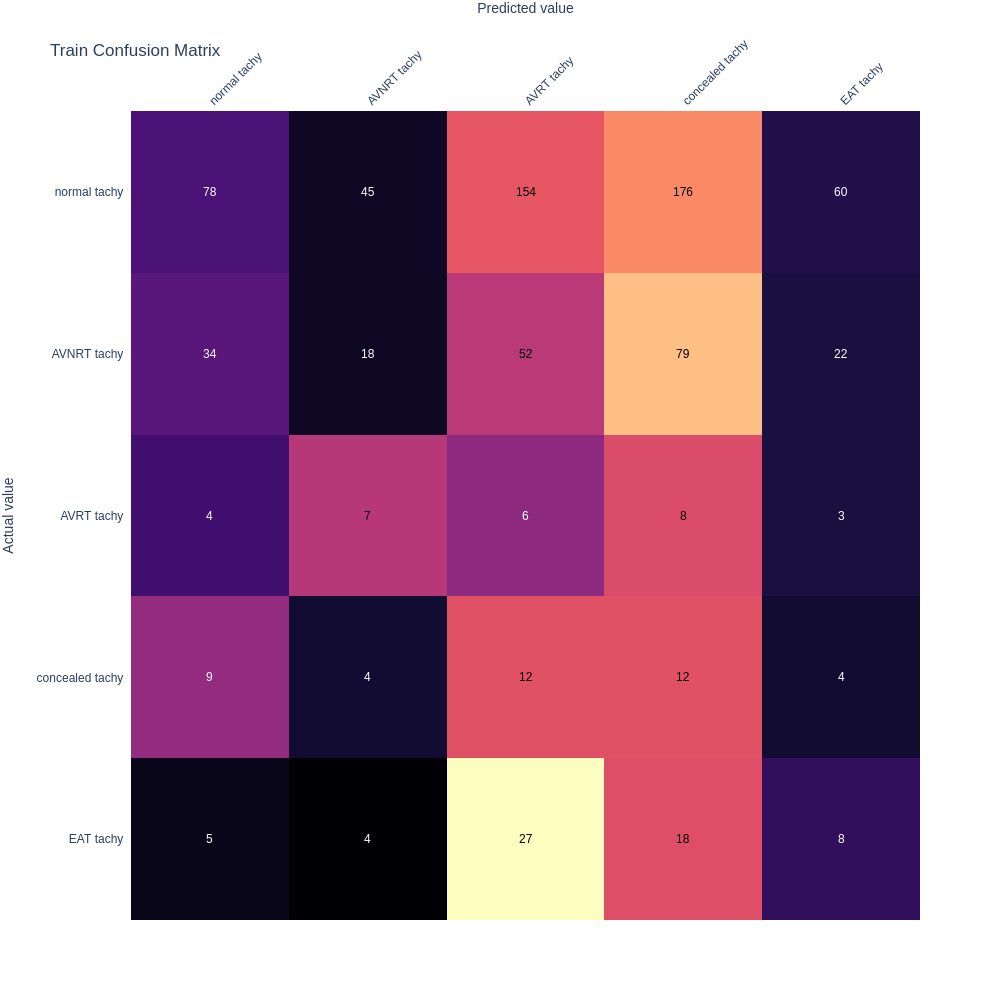 Predicted value
Train Confusion Matrix
normal tachy AVNRT tachy AVRT tachy concealed tachy EAT tachy
Actual value
normal tachy 78 45 154 176 60
AVNRT tachy 34 18 52 79 22
AVRT tachy 4 7 6 8 3
concealed tachy 9 4 12 12 4
EAT tachy 5 4 27 18 8